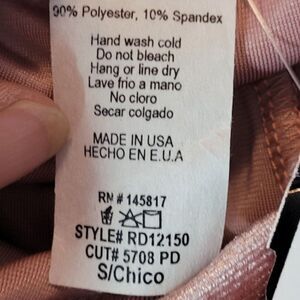 90% Polyester, 10% Spandex
Hand wash cold
Do not bleach
Hang or line dry
Lave frio a mano
No cloro
Secar colgado
MADE IN USA
HECHO EN E.U.A
RN # 145817
STYLE# RD12150
CUT# 5708 PD
S/Chico